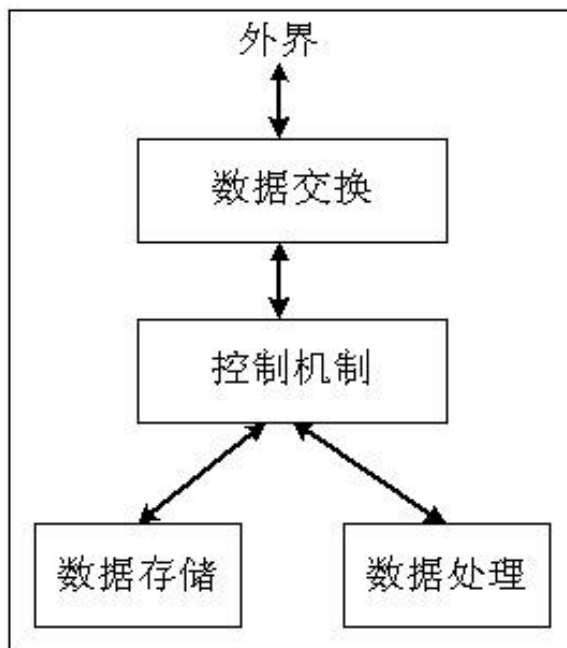 外界
数据交换
控制机制
数据存储
数据处理